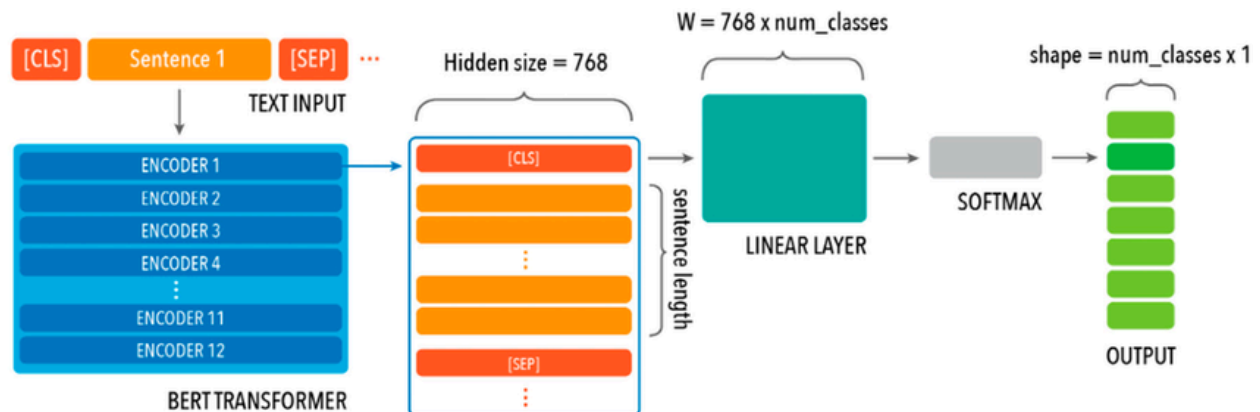 [CLS]
Sentence 1
[SEP]
...
TEXT INPUT
ENCODER 1
ENCODER 2
ENCODER 3
ENCODER 4
ENCODER 11
ENCODER 12
BERT TRANSFORMER
Hidden size = 768
[CLS]
[SEP]
sentence length
W = 768 x num_classes
LINEAR LAYER
SOFTMAX
shape = num_classes x 1
OUTPUT